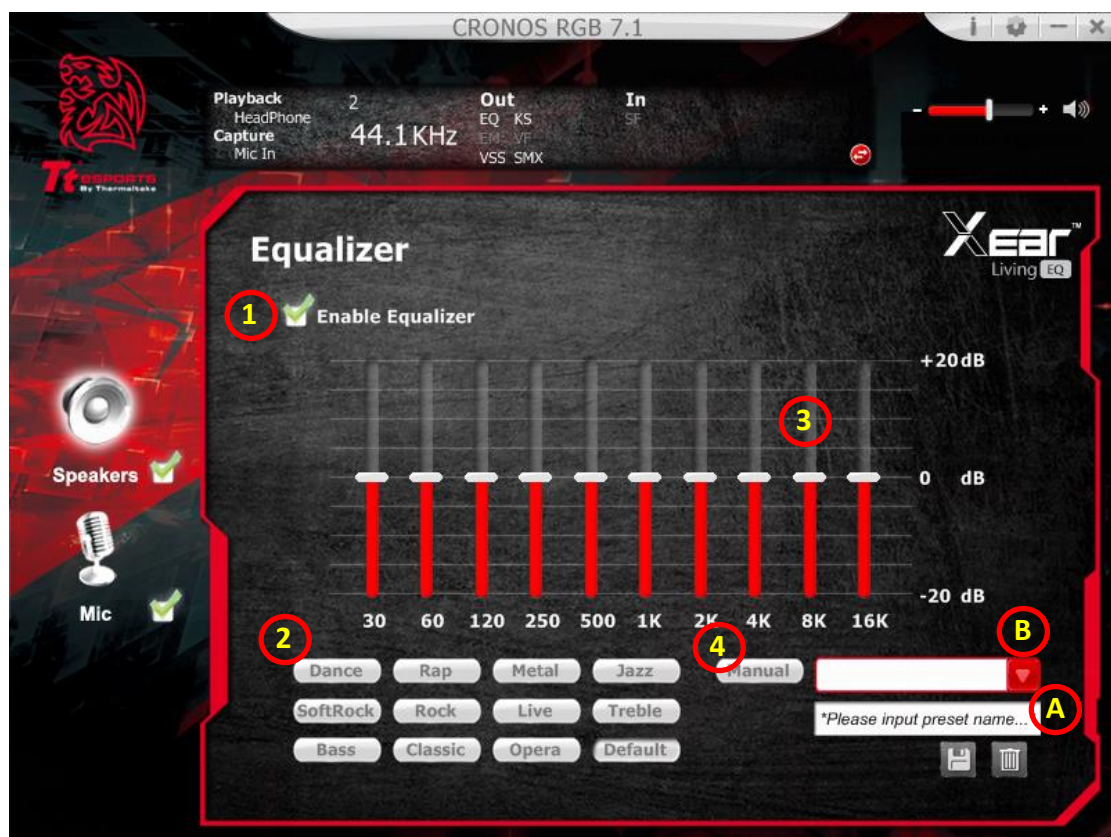 CRONOS RGB 7.1
i
Playback 2 Out In
HeadPhone EQ KS SF
Capture 44.1KHz EM VF
Mic In VSS SMX
- +
Tt esports
By Thermaltake
Equalizer
Xear™
Living EQ
1 Enable Equalizer
+20dB
3
Speakers
0 dB
Mic
-20 dB
30 60 120 250 500 1K 2K 4K 8K 16K
2 4 B
Dance Rap Metal Jazz Manual
SoftRock Rock Live Treble *Please input preset name... A
Bass Classic Opera Default